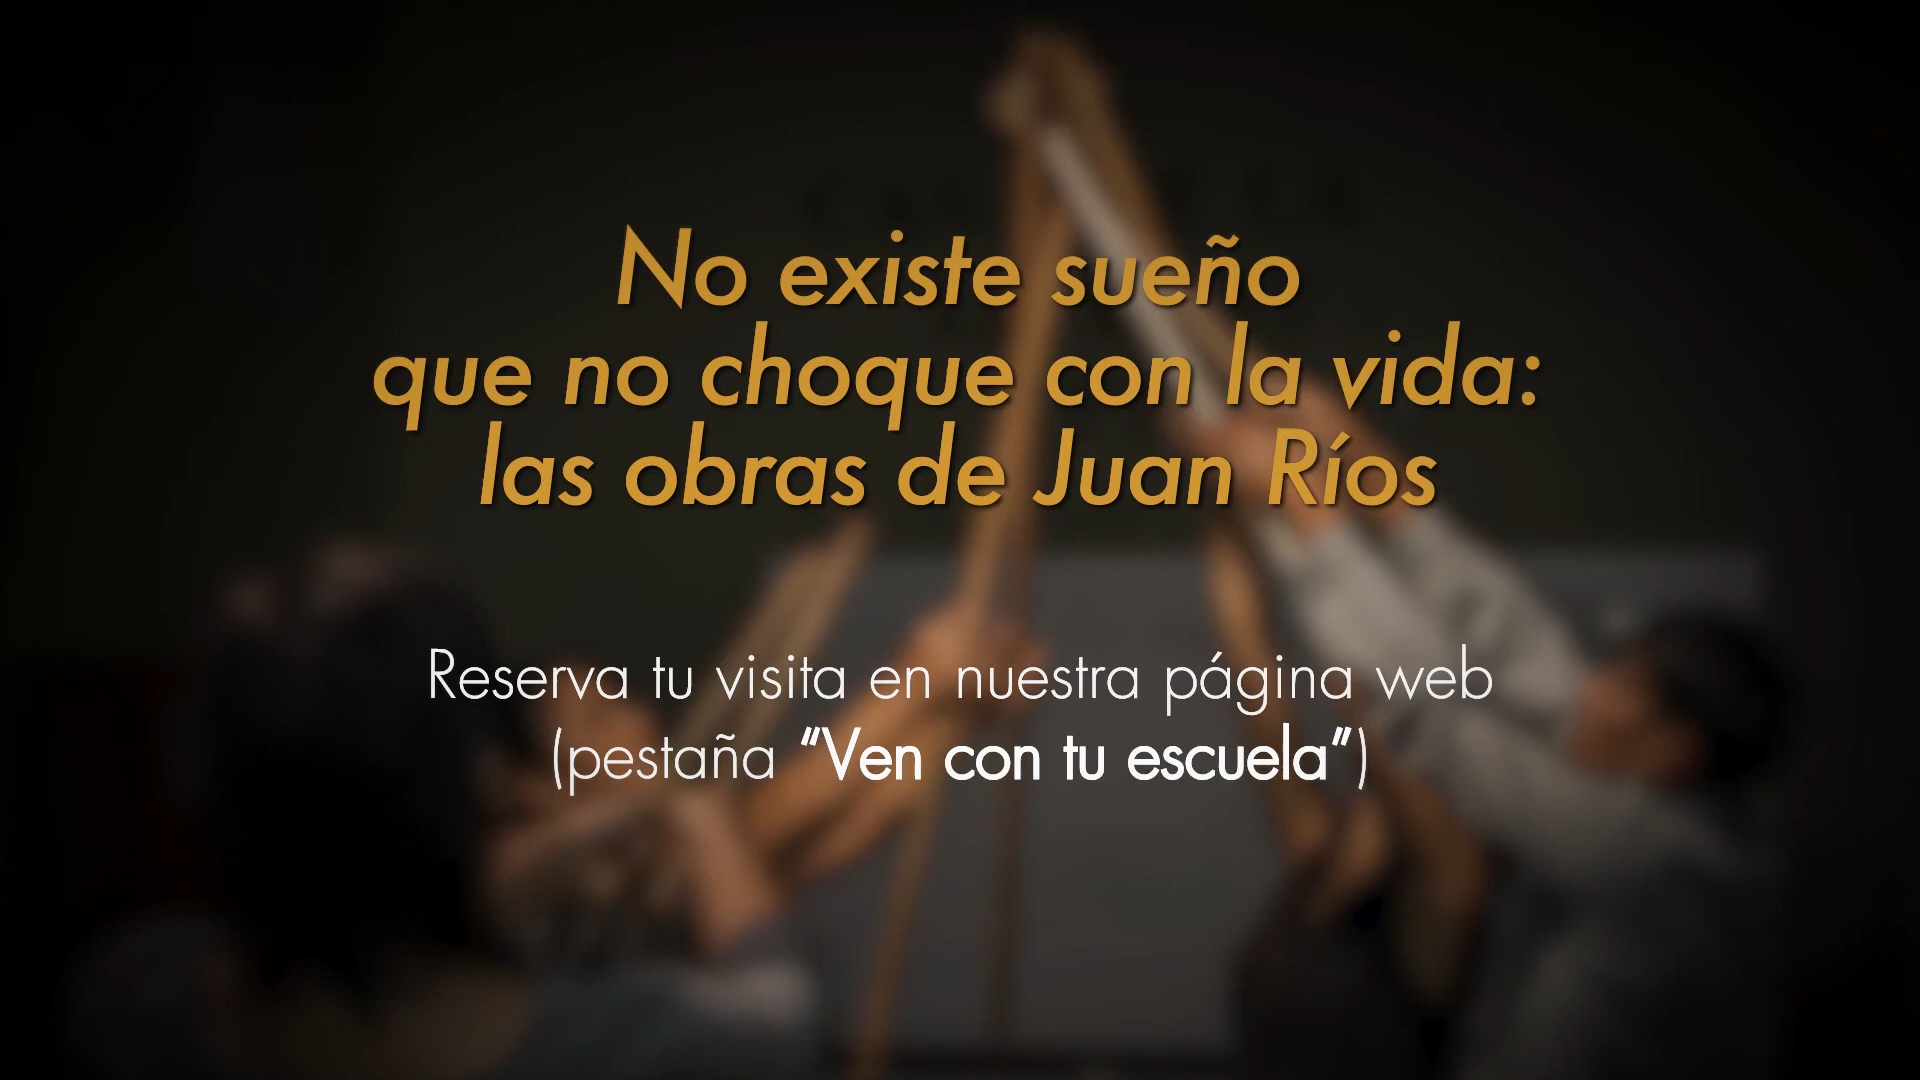 No existe sueño
que no choque con la vida:
las obras de Juan Ríos
Reserva tu visita en nuestra página web
(pestaña “Ven con tu escuela”)